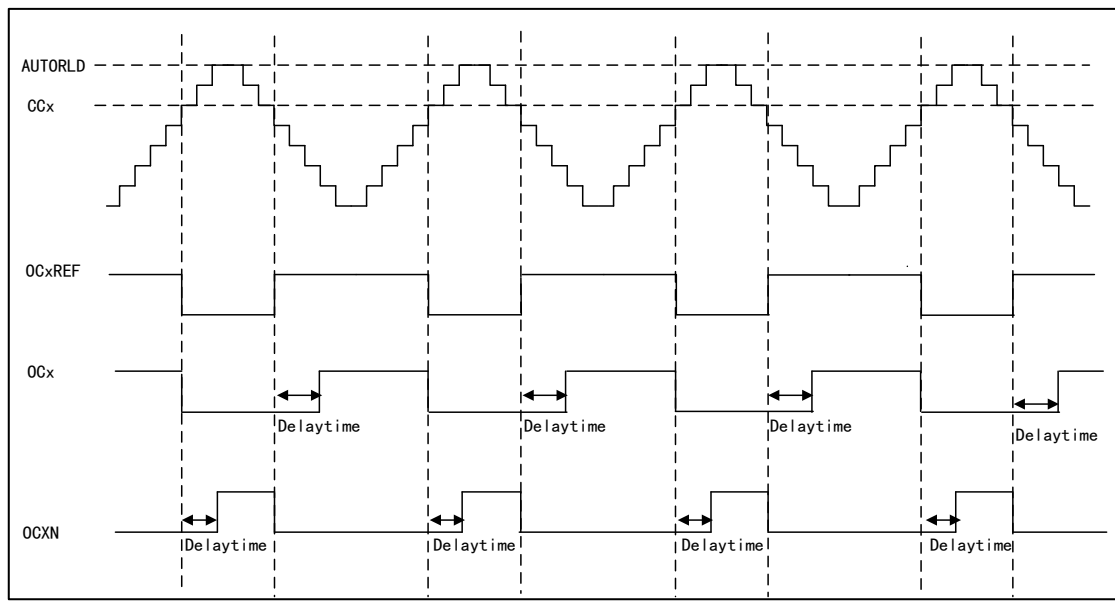 AUTORLD
CCx
OCxREF
OCx
Delaytime
Delaytime
Delaytime
Delaytime
OCXN
Delaytime
Delaytime
Delaytime
Delaytime